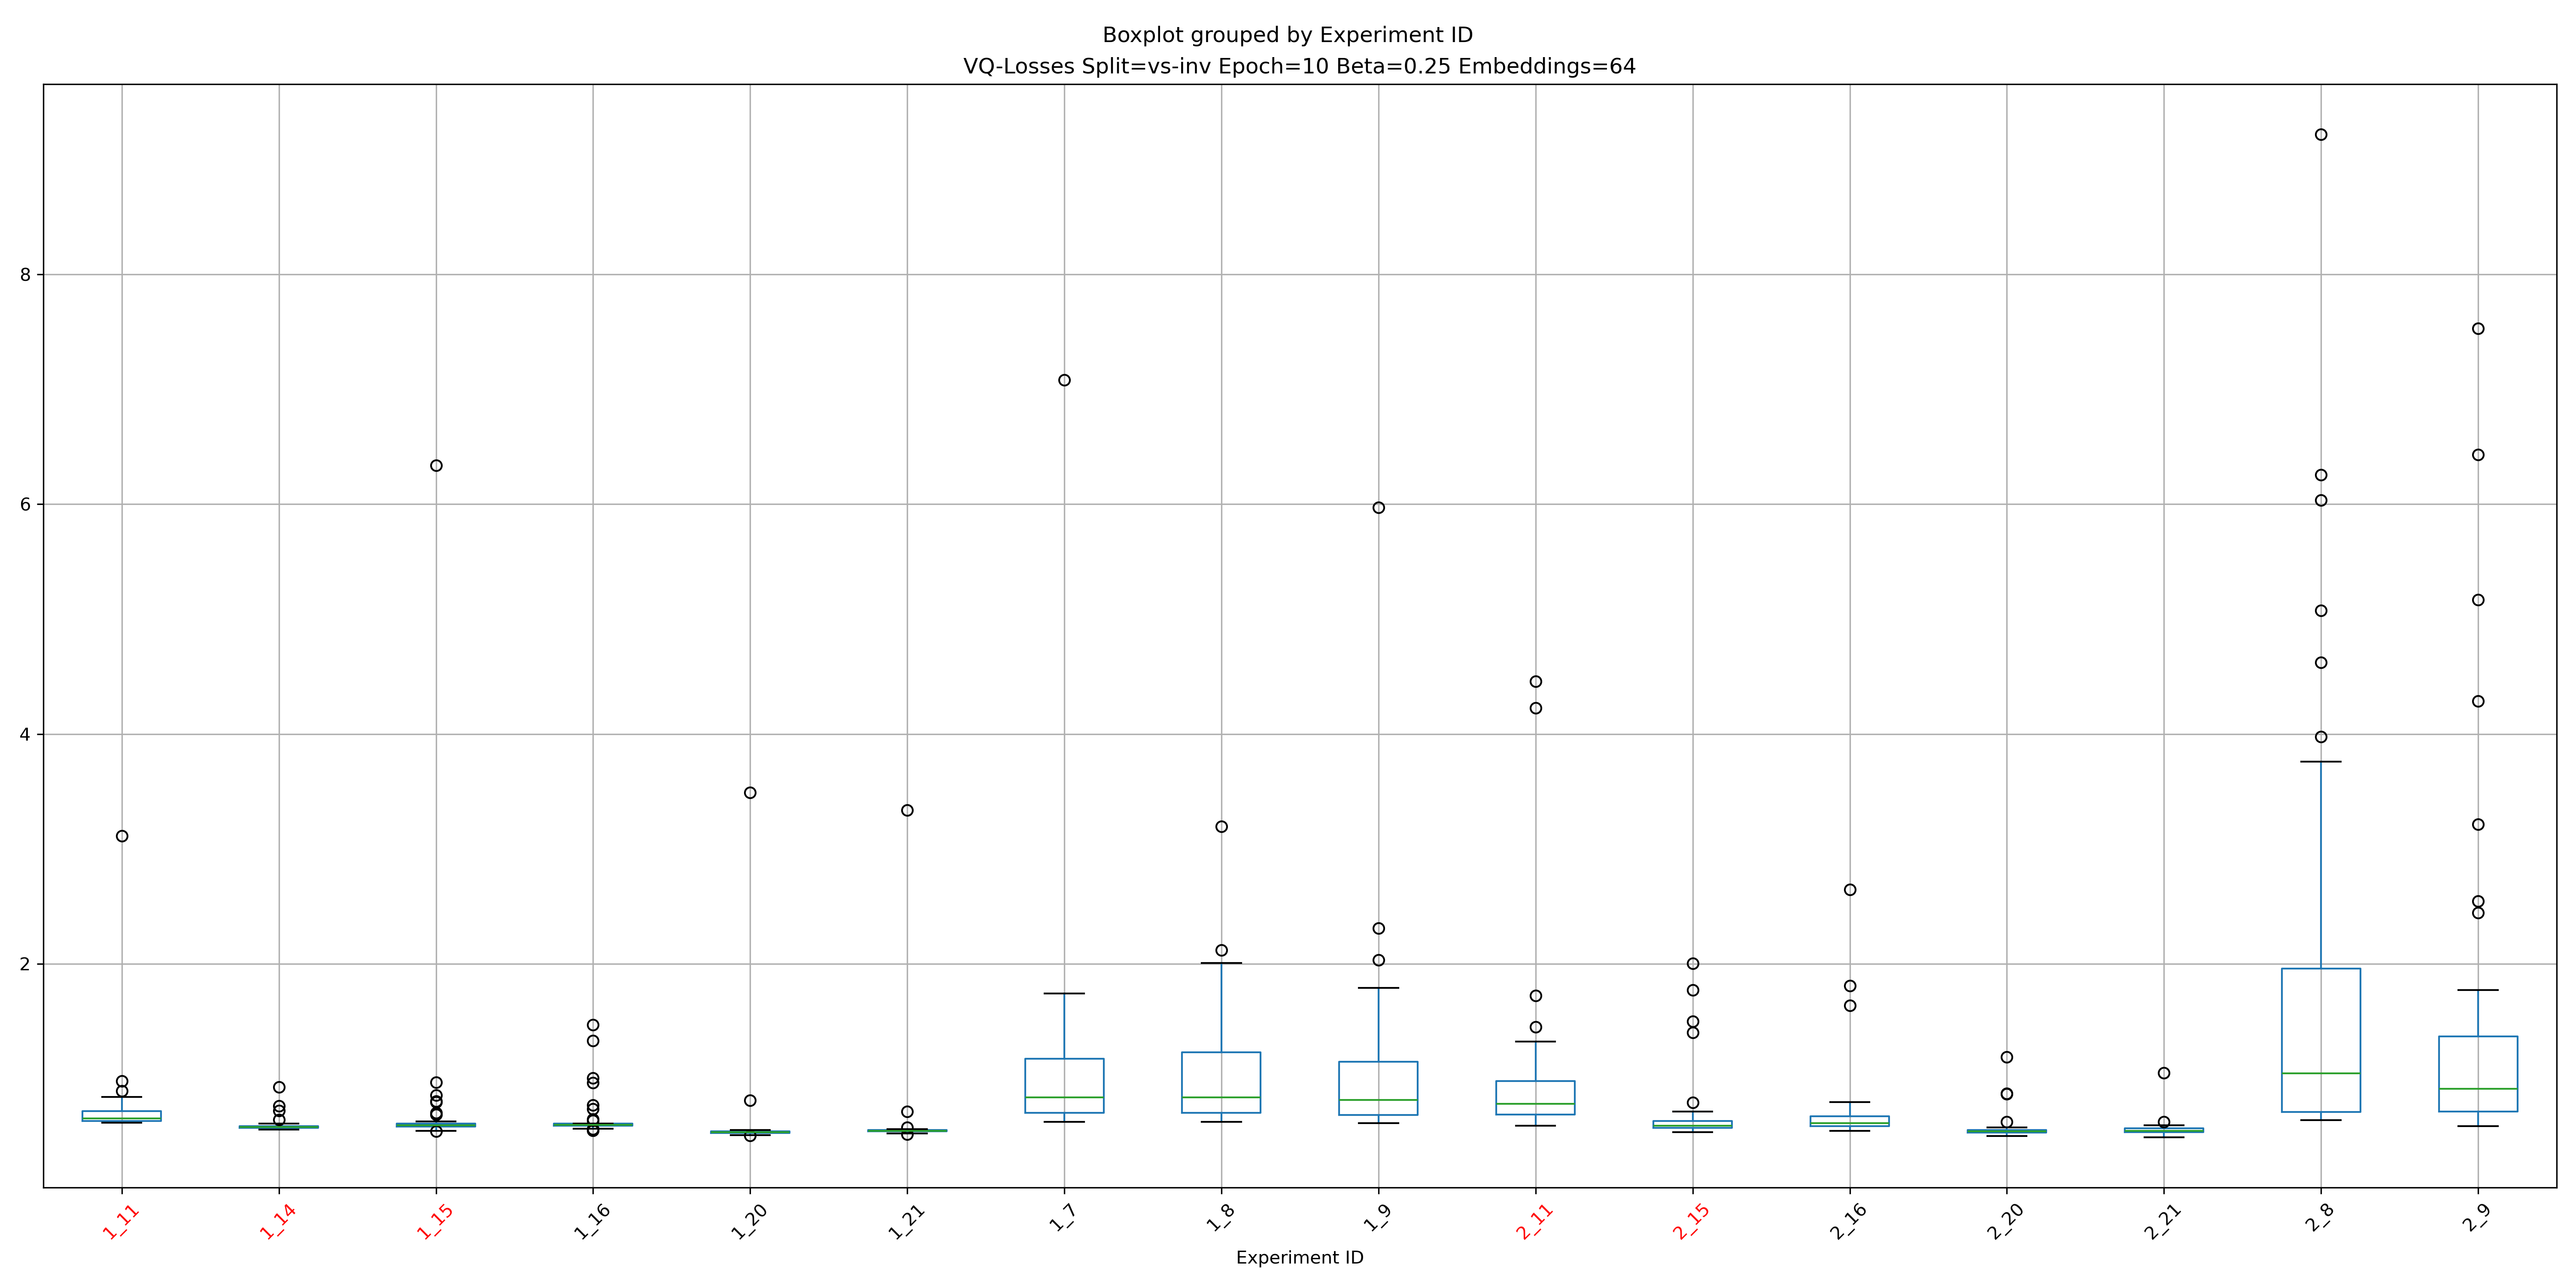 Boxplot grouped by Experiment ID
VQ-Losses Split=vs-inv Epoch=10 Beta=0.25 Embeddings=64
8
6
4
2
1_11 1_14 1_15 1_16 1_20 1_21 1_7 1_8 1_9 2_11 2_15 2_16 2_20 2_21 2_8 2_9
Experiment ID